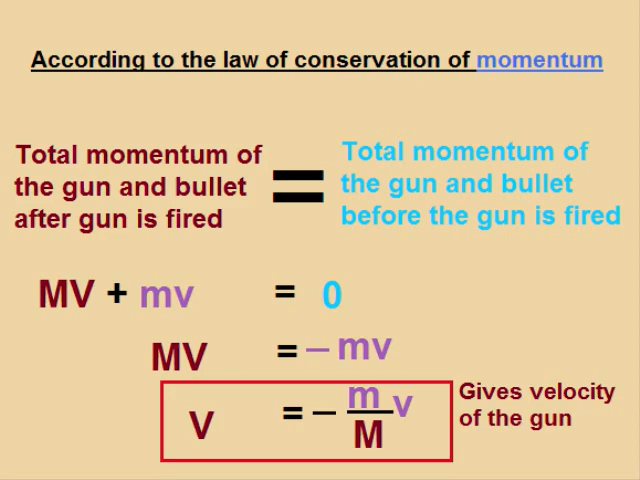 According to the law of conservation of momentum
Total momentum of
the gun and bullet
after gun is fired
=
Total momentum of
the gun and bullet
before the gun is fired
MV + mv = 0
MV = – mv
V = – m/M v
Gives velocity
of the gun